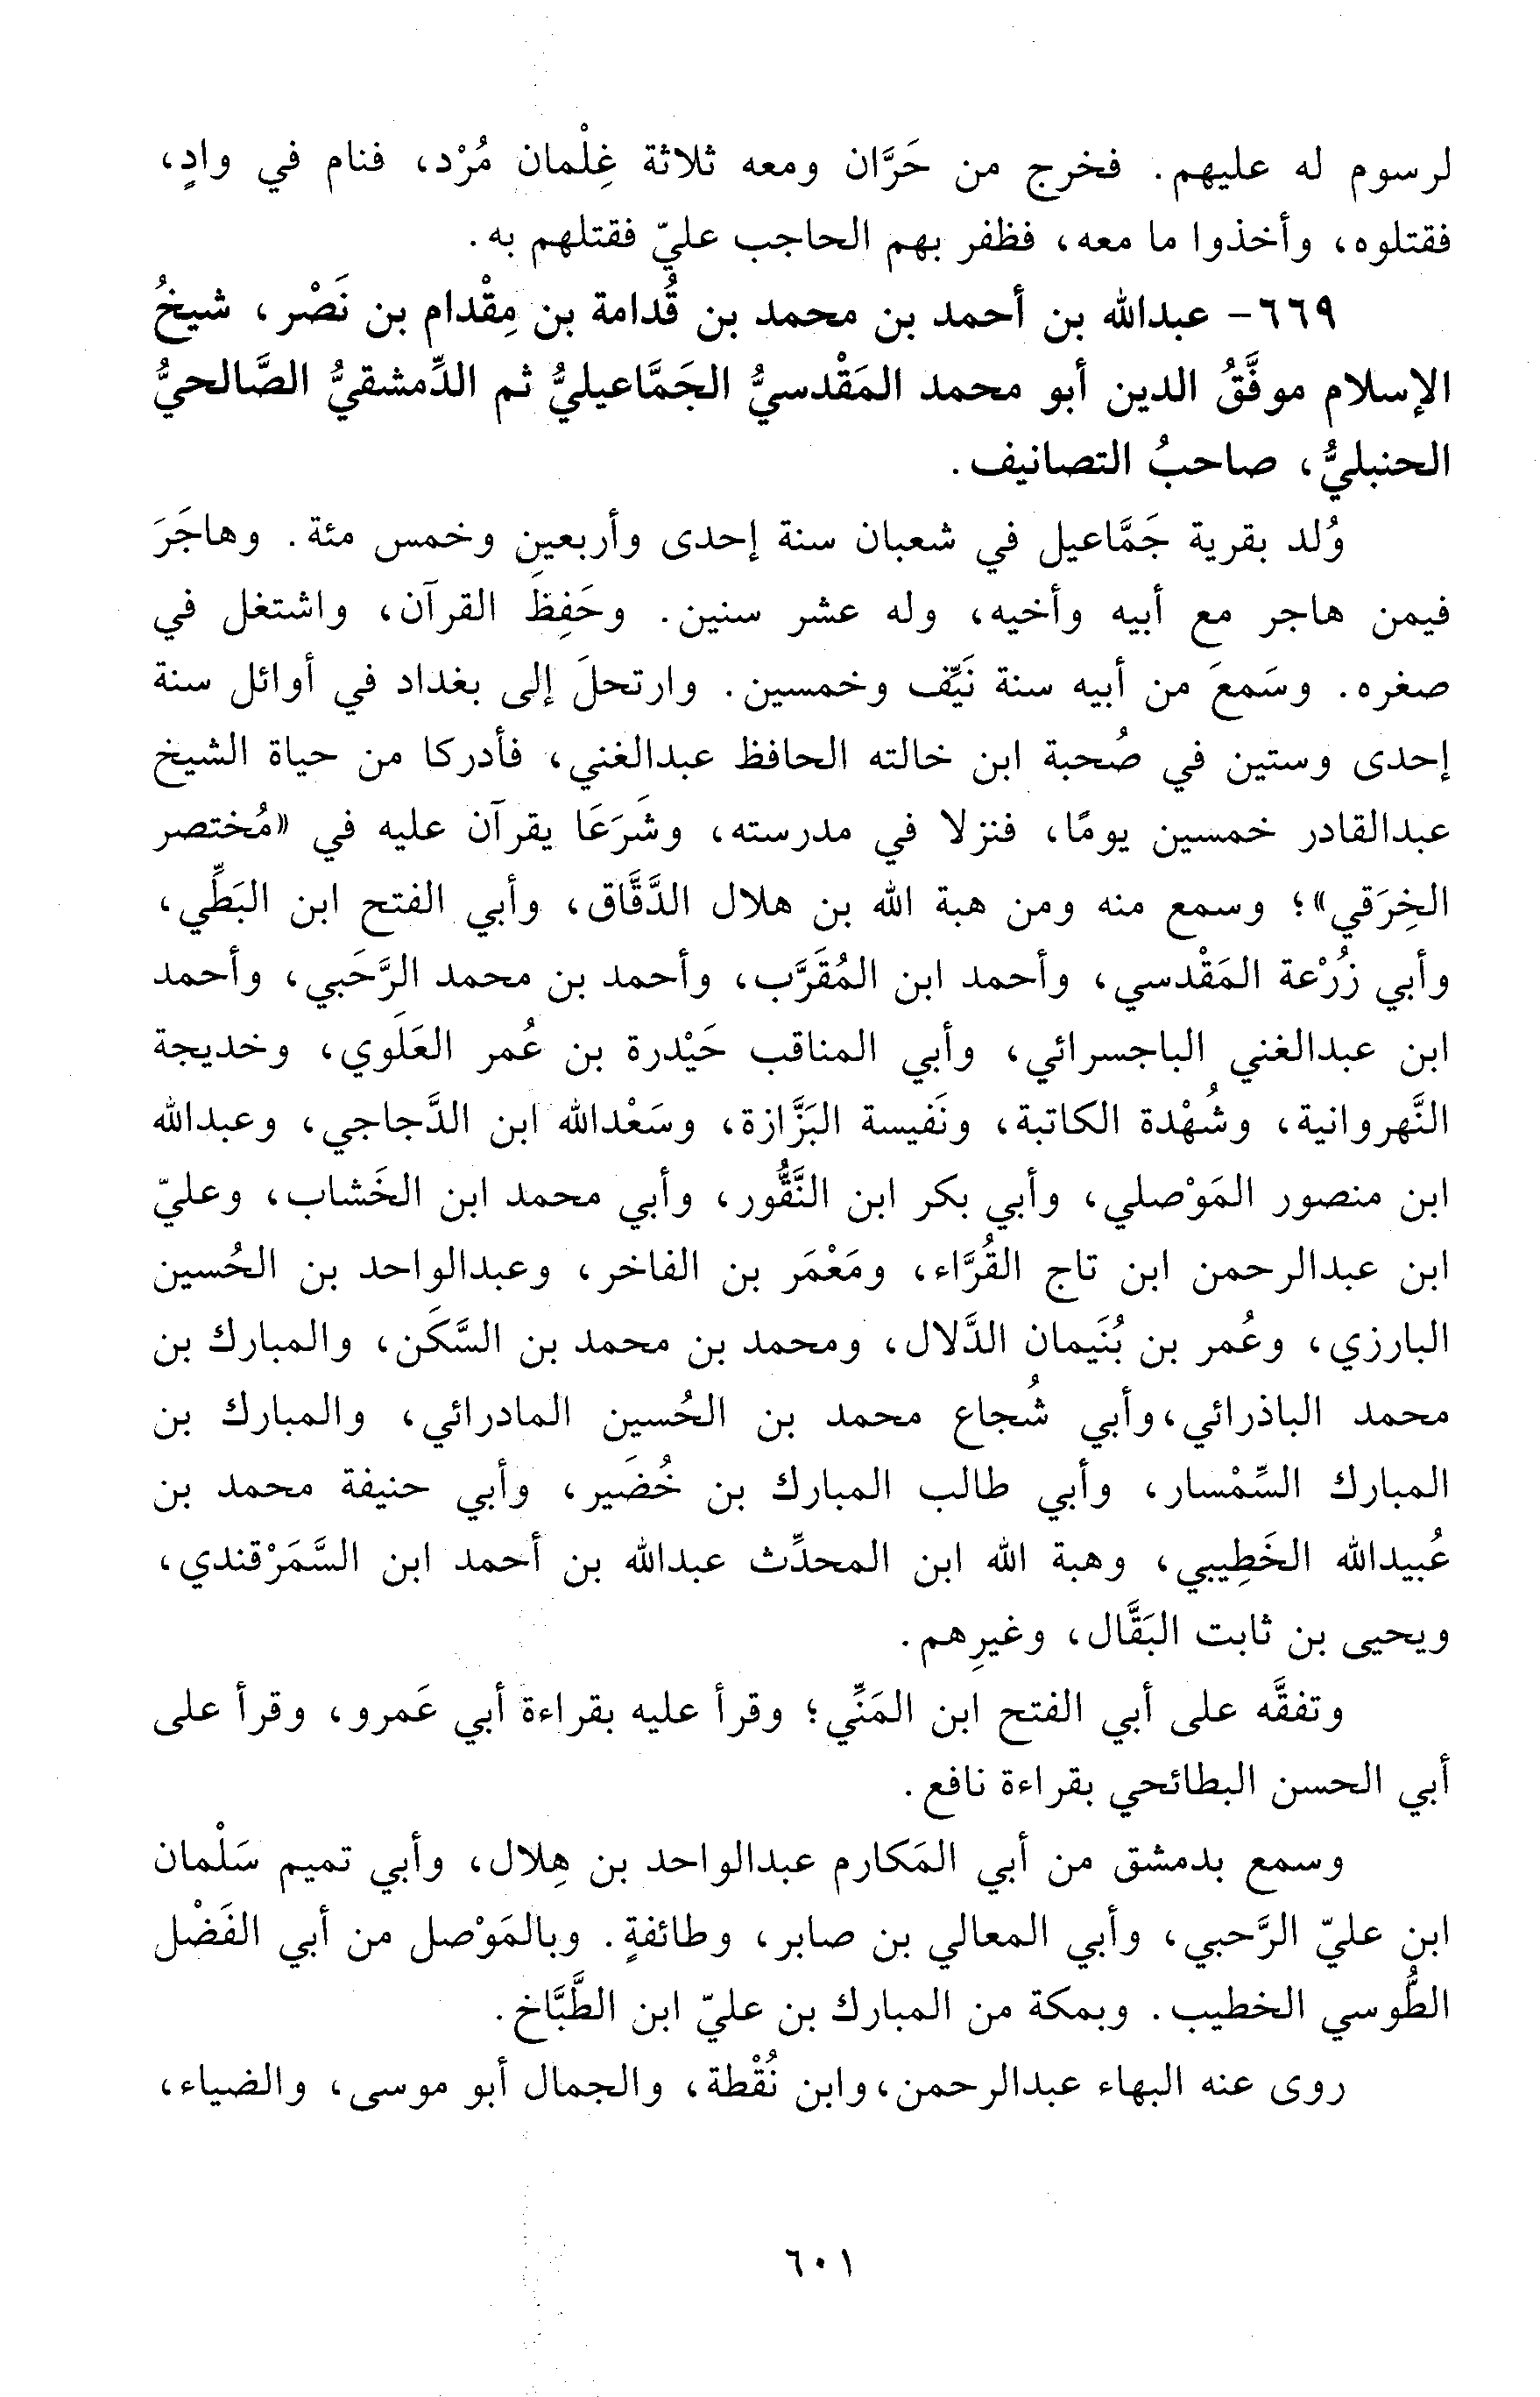 لرسوم له عليهم. فخرج من حَرَّان ومعه ثلاثة غِلْمان مُرْد، فنام في وادٍ،
فقتلوه، وأخذوا ما معه، فظفر بهم الحاجب عليّ فقتلهم به.
٦٦٩- عبدالله بن أحمد بن محمد بن قُدامة بن مِقْدام بن نَصْر، شيخُ
الإسلام موفَّقُ الدين أبو محمد المَقْدسيُّ الجَمَّاعيليُّ ثم الدِّمشقيُّ الصَّالحيُّ
الحنبليُّ، صاحبُ التصانيف.
وُلد بقرية جَمَّاعيل في شعبان سنة إحدى وأربعين وخمس مئة. وهاجَرَ
فيمن هاجر مع أبيه وأخيه، وله عشر سنين. وحَفِظَ القرآن، واشتغل في
صغره. وسَمعَ من أبيه سنة نَيِّف وخمسين. وارتحلَ إلى بغداد في أوائل سنة
إحدى وستين في صُحبة ابن خالته الحافظ عبدالغني، فأدركا من حياة الشيخ
عبدالقادر خمسين يومًا، فنزلا في مدرسته، وشَرَعَا يقرآن عليه في «مُختصر
الخِرَقي»؛ وسمع منه ومن هبة الله بن هلال الدَّقَّاق، وأبي الفتح ابن البَطِّي،
وأبي زُرْعة المَقْدسي، وأحمد ابن المُقَرَّب، وأحمد بن محمد الرَّحَبي، وأحمد
ابن عبدالغني الباجسرائي، وأبي المناقب حَيْدرة بن عُمر العَلَوي، وخديجة
النَّهروانية، وشُهْدة الكاتبة، ونَفيسة البَزَّازة، وسَعْدالله ابن الدَّجاجي، وعبدالله
ابن منصور المَوْصلي، وأبي بكر ابن النَّقُّور، وأبي محمد ابن الخَشاب، وعليّ
ابن عبدالرحمن ابن تاج القُرَّاء، ومَعْمَر بن الفاخر، وعبدالواحد بن الحُسين
البارزي، وعُمر بن بُنَيمان الدَّلال، ومحمد بن محمد بن السَّكَن، والمبارك بن
محمد الباذرائي، وأبي شُجاع محمد بن الحُسين المادرائي، والمبارك بن
المبارك السِّمْسار، وأبي طالب المبارك بن خُضَير، وأبي حنيفة محمد بن
عُبيدالله الخَطِيبي، وهبة الله ابن المحدِّث عبدالله بن أحمد ابن السَّمَرْقندي،
ويحيى بن ثابت البَقَّال، وغيرِهم.
وتفقَّه على أبي الفتح ابن المَنِّي؛ وقرأ عليه بقراءة أبي عَمرو، وقرأ على
أبي الحسن البطائحي بقراءة نافع.
وسمع بدمشق من أبي المَكارم عبدالواحد بن هِلال، وأبي تميم سَلْمان
ابن عليّ الرَّحبي، وأبي المعالي بن صابر، وطائفةٍ. وبالمَوْصل من أبي الفَضْل
الطُّوسي الخطيب. وبمكة من المبارك بن عليّ ابن الطَّبَّاخ.
روى عنه البهاء عبدالرحمن، وابن نُقْطة، والجمال أبو موسى، والضياء،
٦٠١